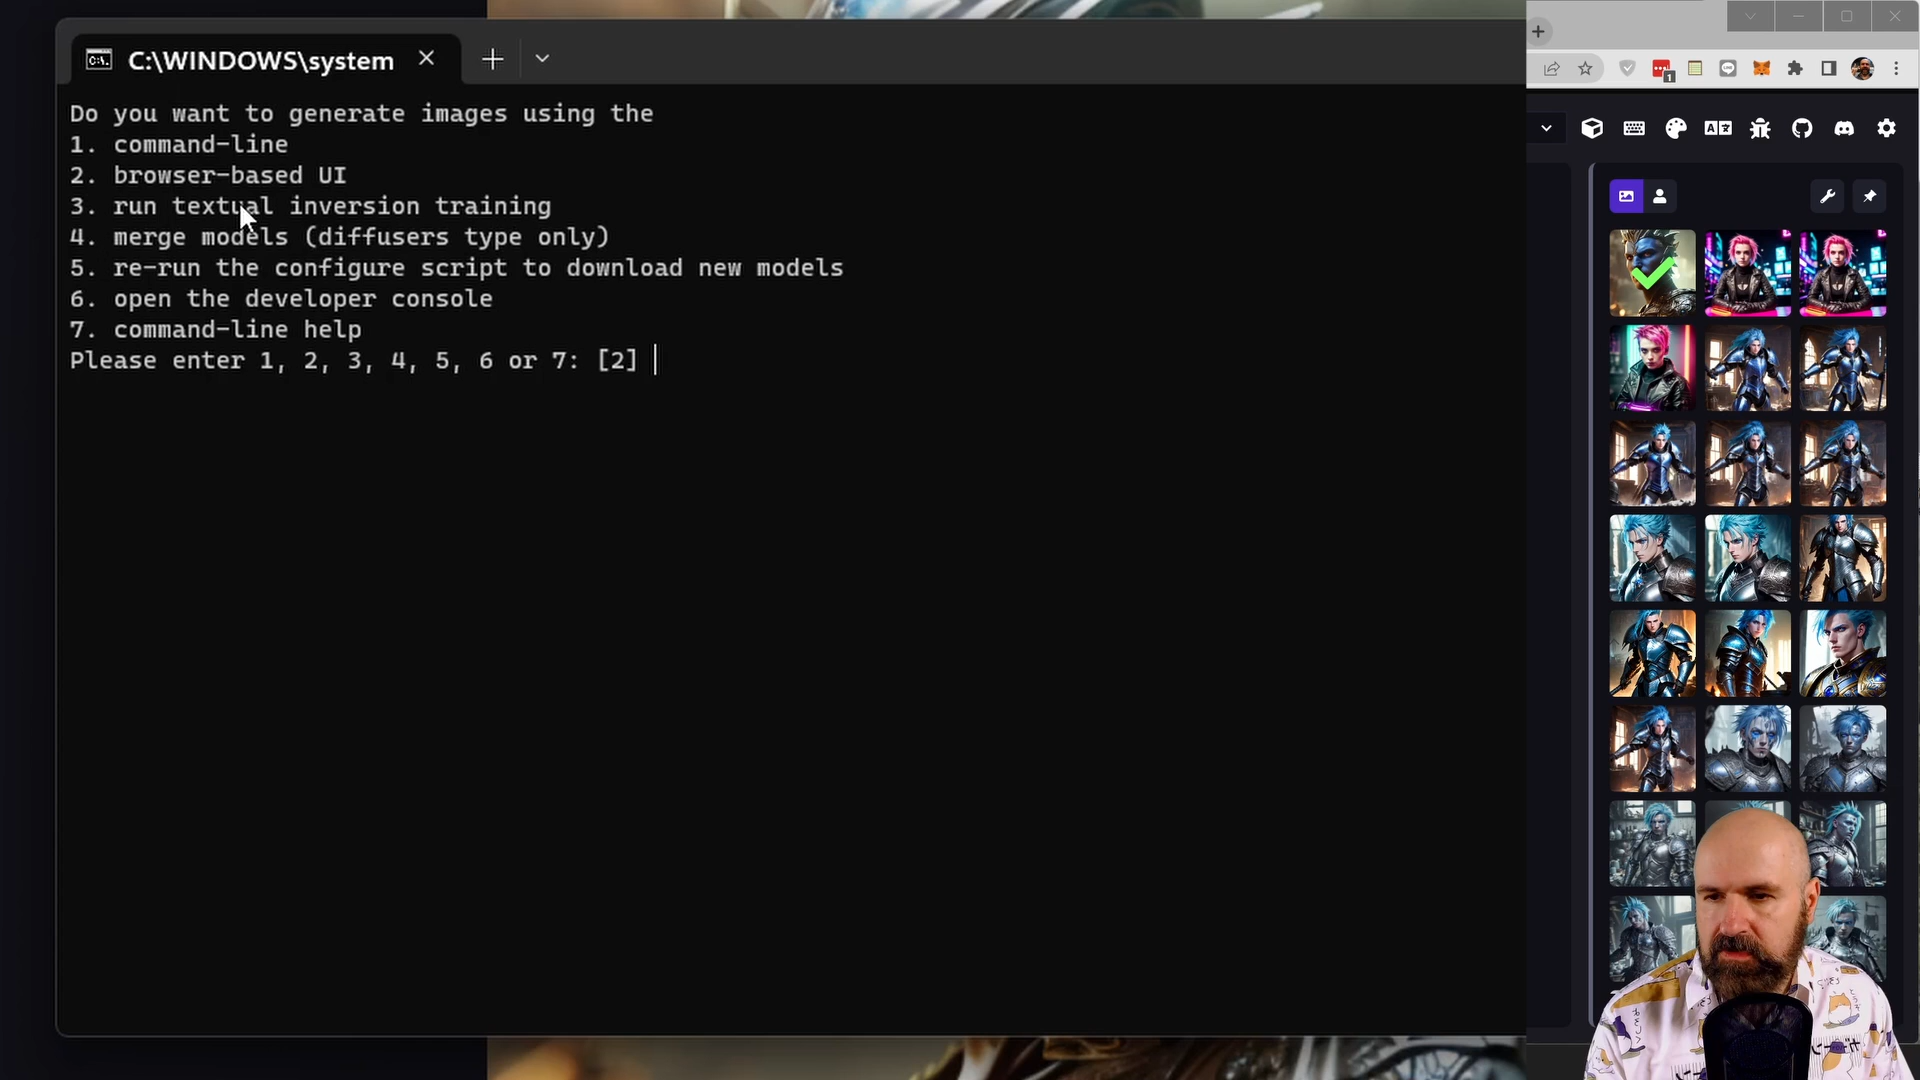 C:\WINDOWS\system
Do you want to generate images using the
1. command-line
2. browser-based UI
3. run textual inversion training
4. merge models (diffusers type only)
5. re-run the configure script to download new models
6. open the developer console
7. command-line help
Please enter 1, 2, 3, 4, 5, 6 or 7: [2]